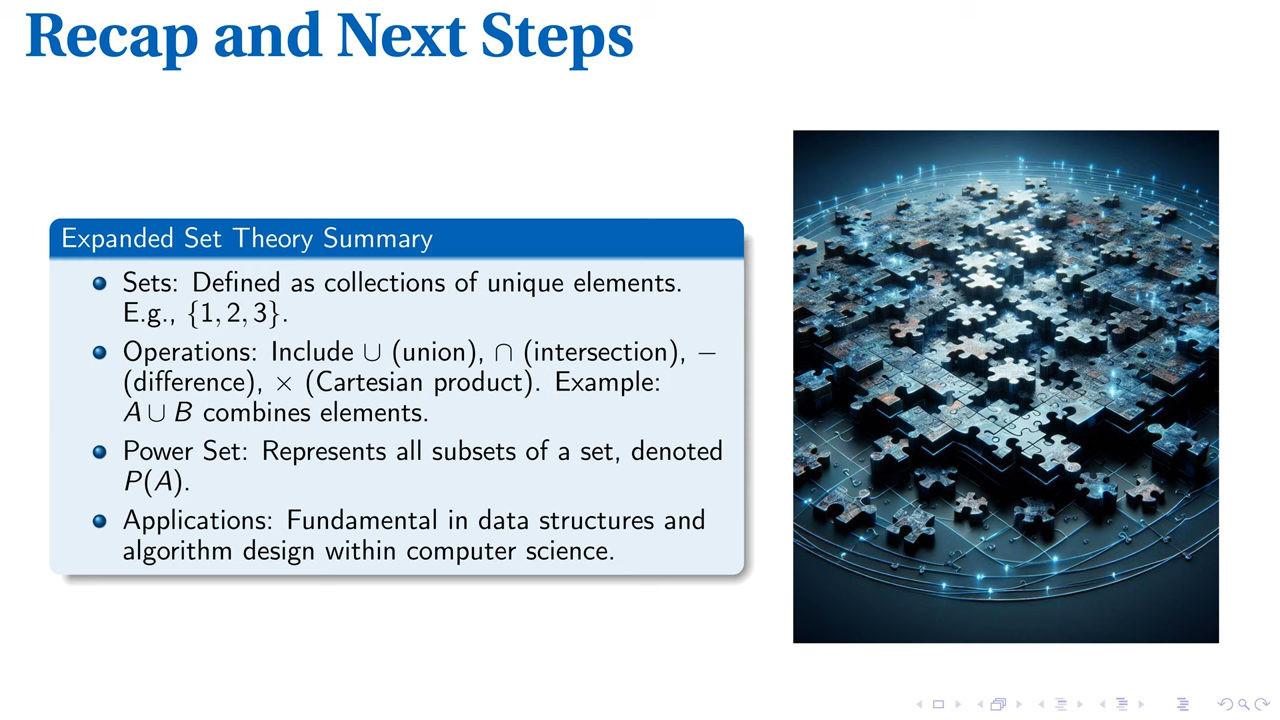 Recap and Next Steps
Expanded Set Theory Summary
Sets: Defined as collections of unique elements.
E.g., {1, 2, 3}.
Operations: Include ∪ (union), ∩ (intersection), −
(difference), × (Cartesian product). Example:
A ∪ B combines elements.
Power Set: Represents all subsets of a set, denoted
P(A).
Applications: Fundamental in data structures and
algorithm design within computer science.